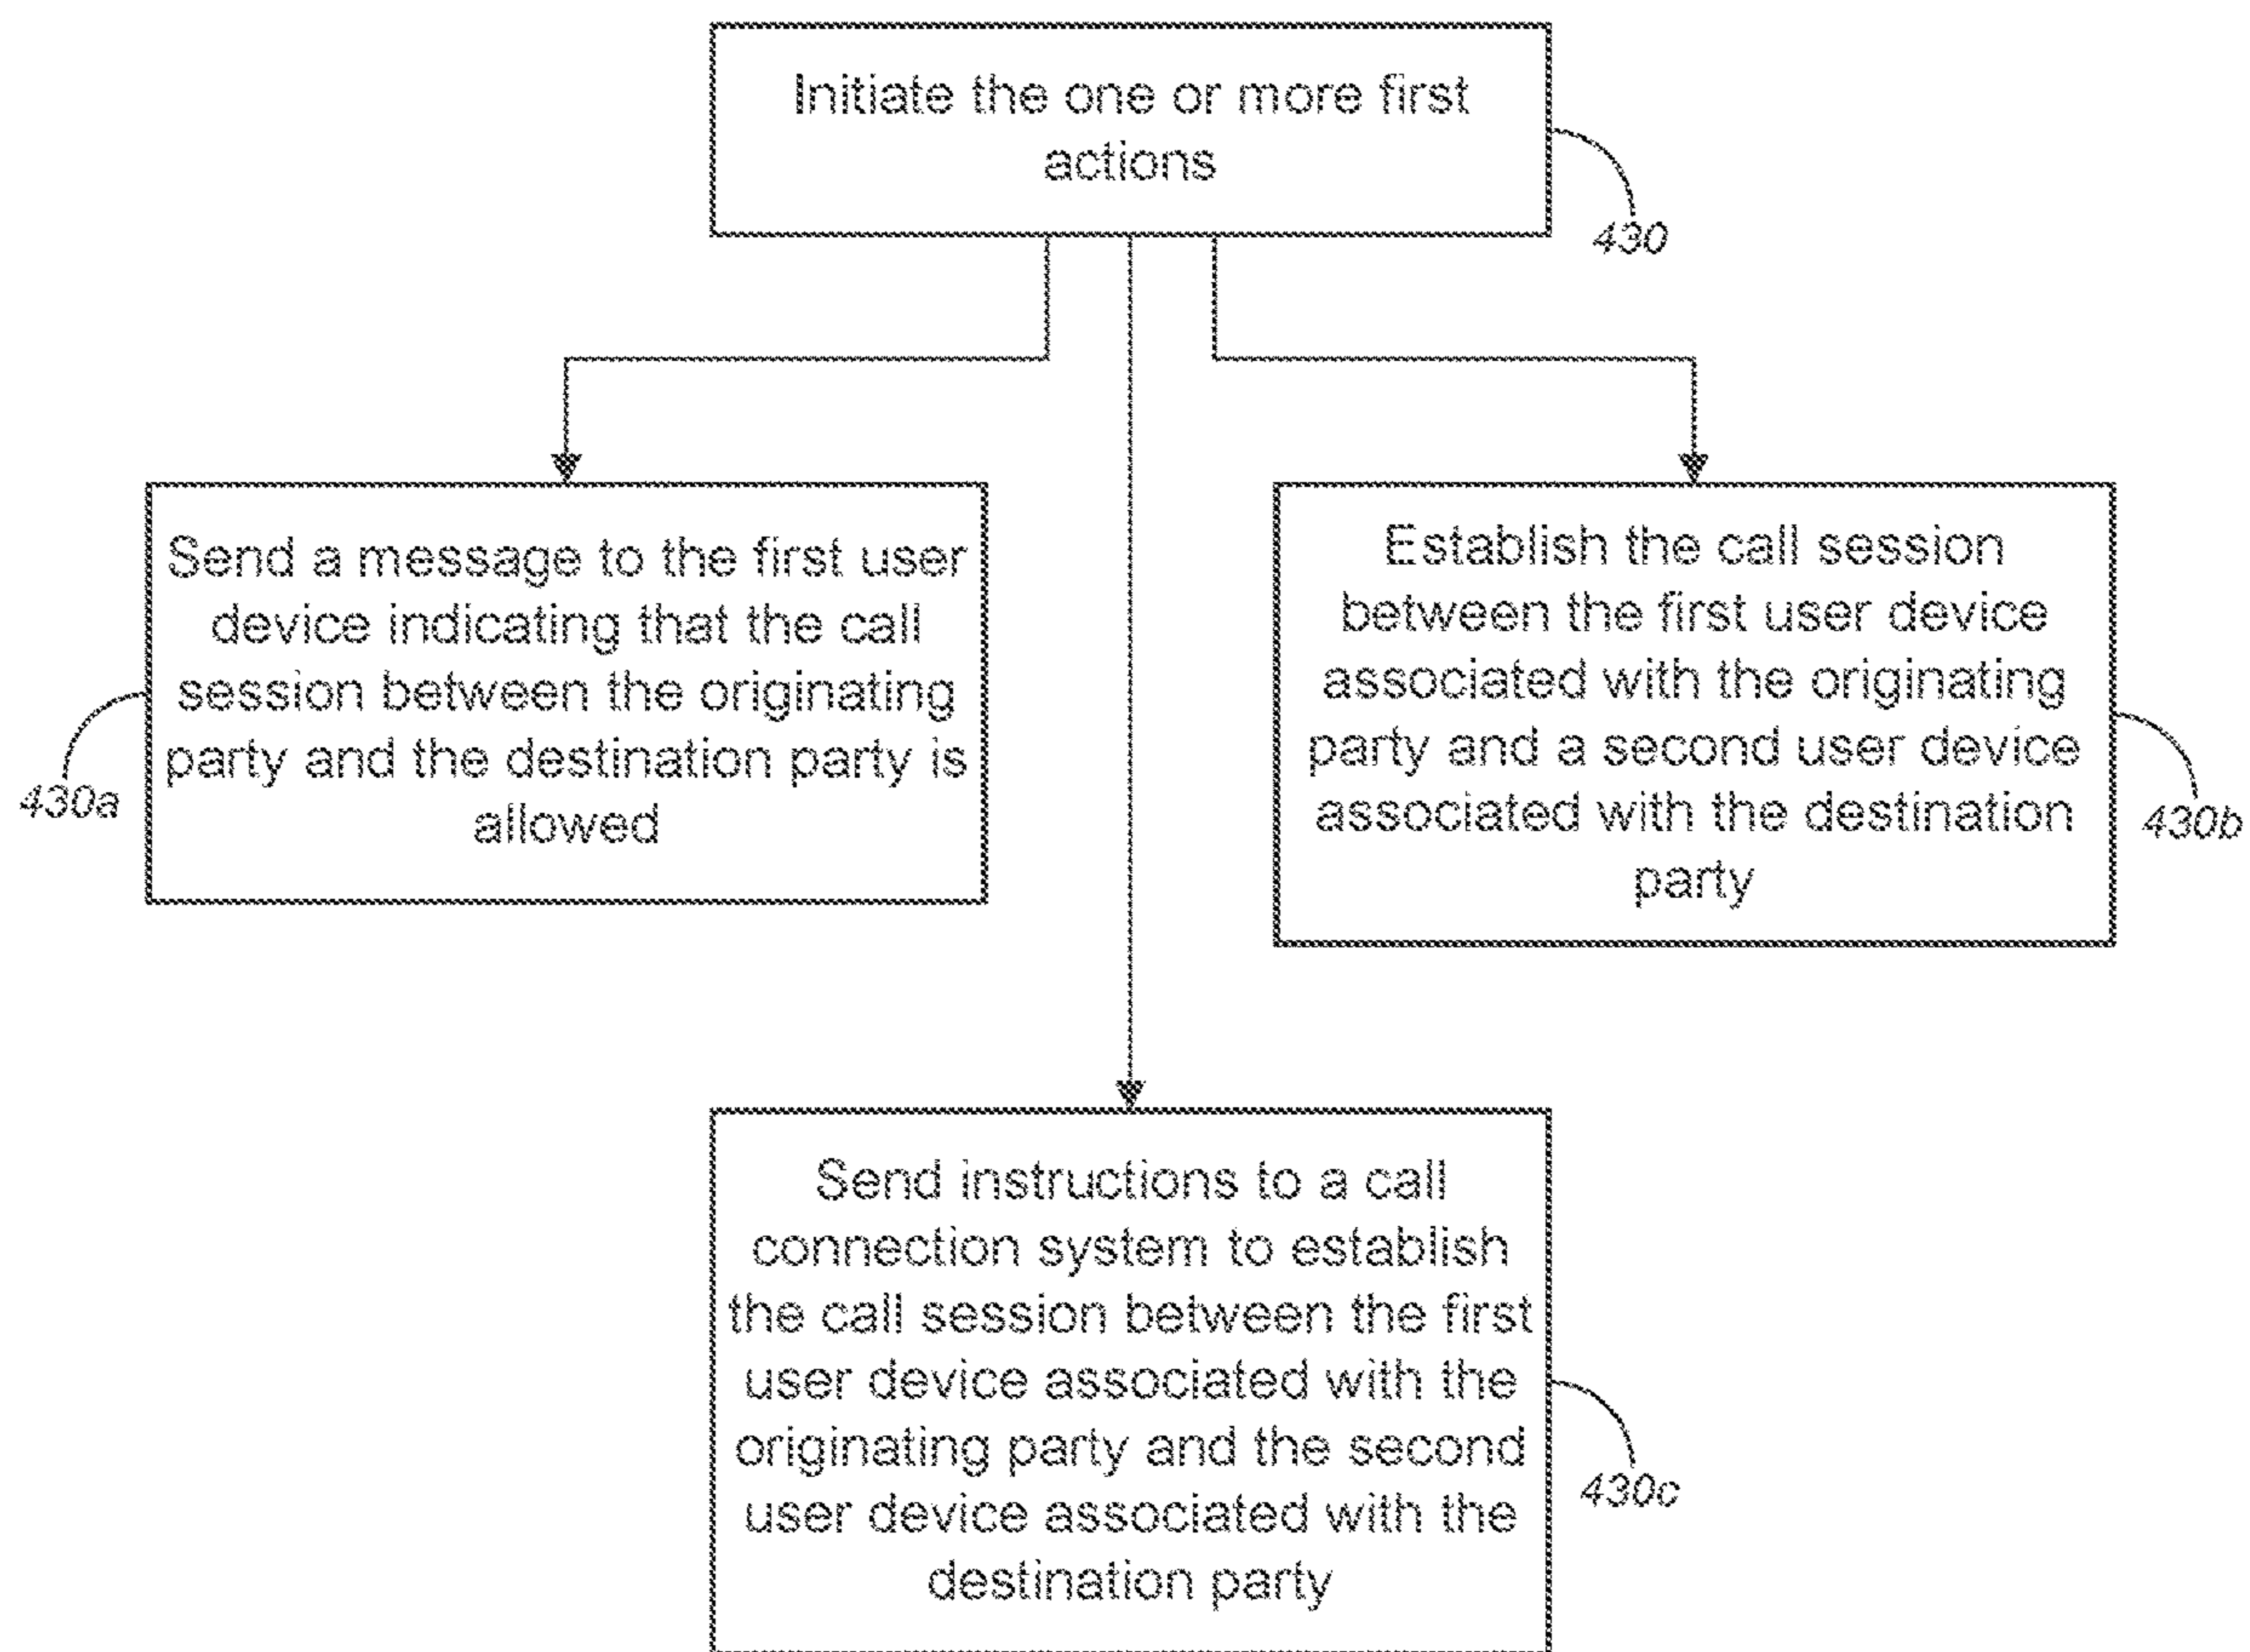 Initiate the one or more first
actions
430
Send a message to the first user
device indicating that the call
session between the originating
party and the destination party is
allowed
430a
Establish the call session
between the first user device
associated with the originating
party and a second user device
associated with the destination
party
430b
Send instructions to a call
connection system to establish
the call session between the first
user device associated with the
originating party and the second
user device associated with the
destination party
430c